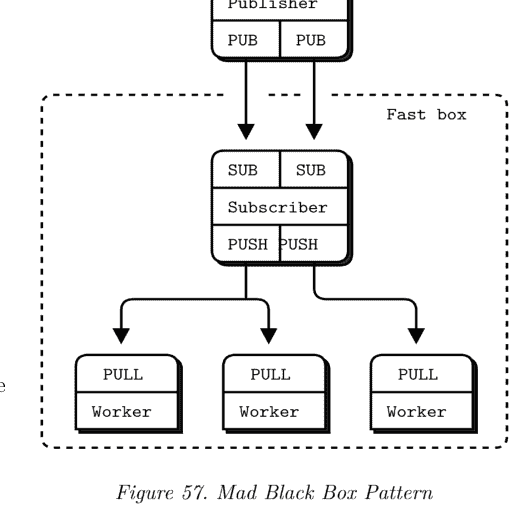 Publisher
PUB PUB
Fast box
SUB SUB
Subscriber
PUSH PUSH
PULL PULL PULL
Worker Worker Worker
e
Figure 57. Mad Black Box Pattern